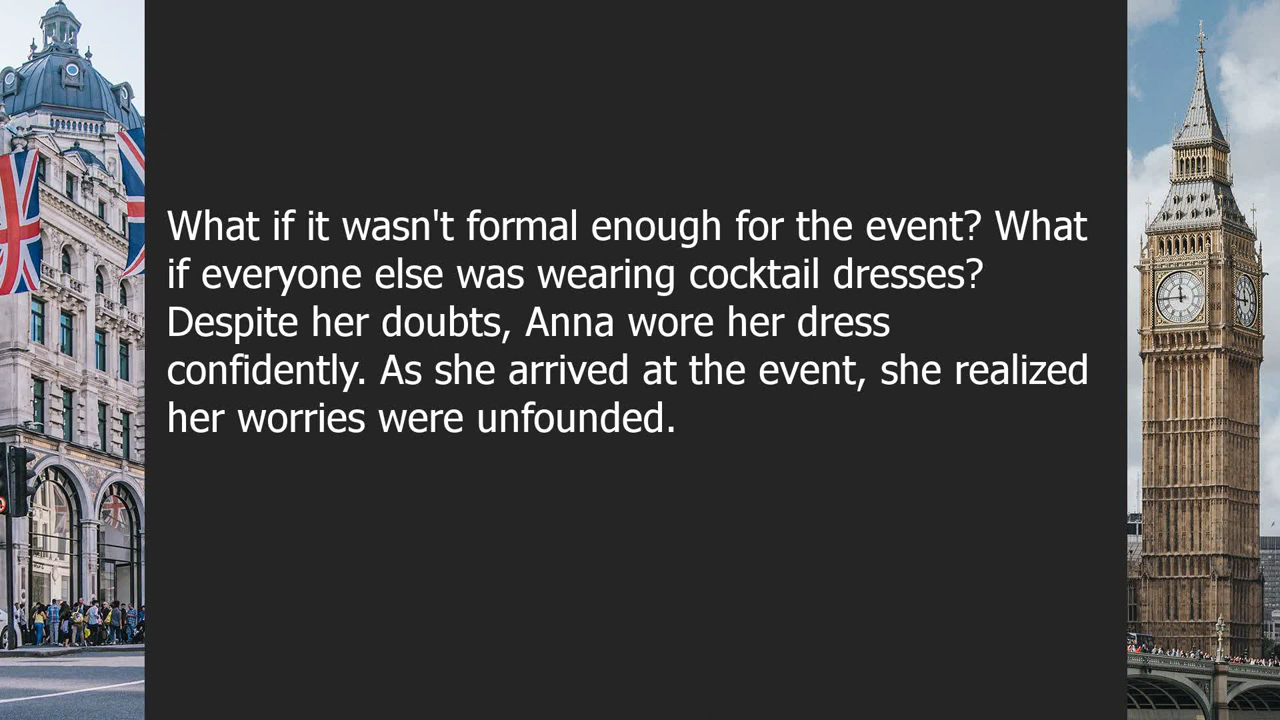 What if it wasn't formal enough for the event? What
if everyone else was wearing cocktail dresses?
Despite her doubts, Anna wore her dress
confidently. As she arrived at the event, she realized
her worries were unfounded.